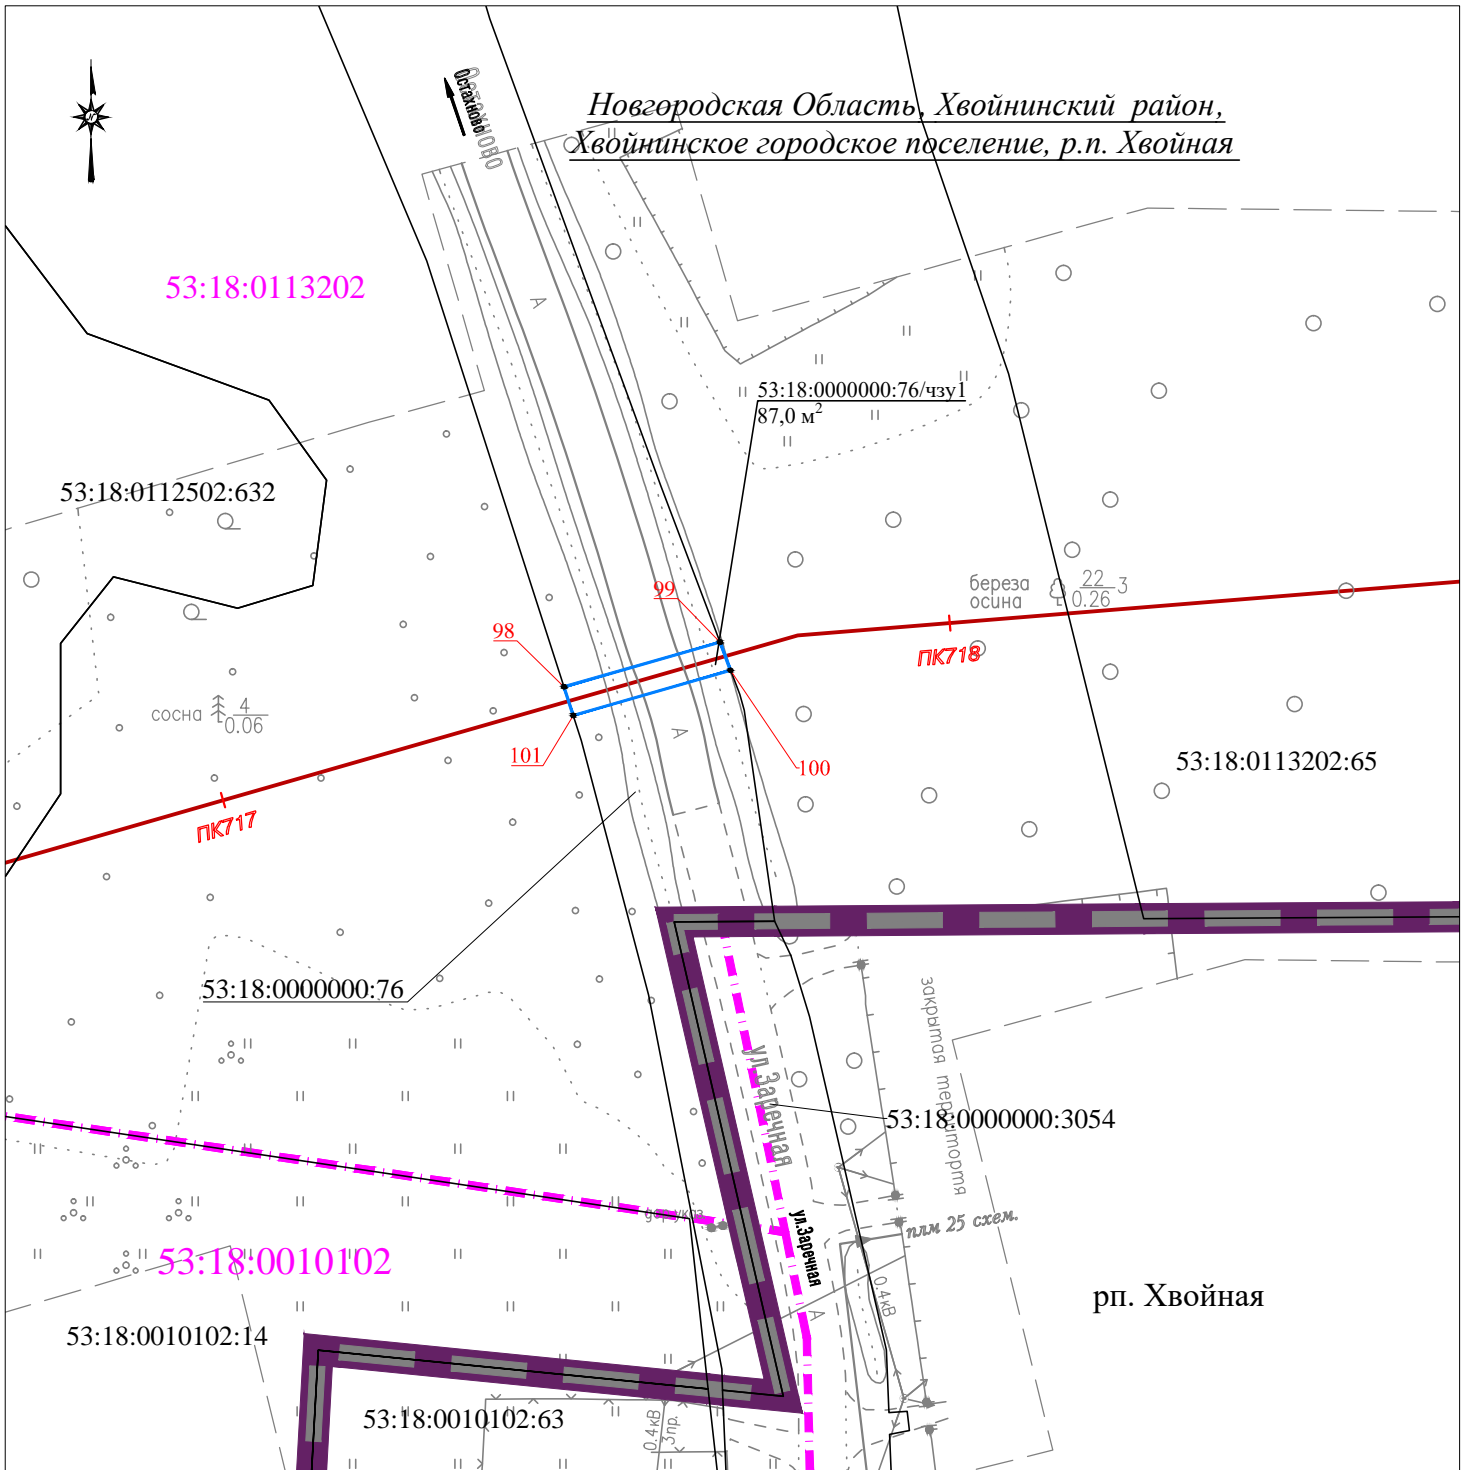 Новгородская Область, Хвойнинский район,
Хвойнинское городское поселение, р.п. Хвойная
Остахново
Остахново
53:18:0113202
А
53:18:0000000:76/чзу1
87,0 м²
53:18:0112502:632
береза
осина
22
0.26
3
99
98
ПК718
сосна
4
0.06
А
101
100
53:18:0113202:65
ПК717
53:18:0000000:76
закрытая территортя
ул.Заречная
53:18:0000000:3054
ул.Заречная
плм 25 схем.
53:18:0010102
0.4кВ
рп. Хвойная
А
53:18:0010102:14
53:18:0010102:63
0.4кВ
3пр.